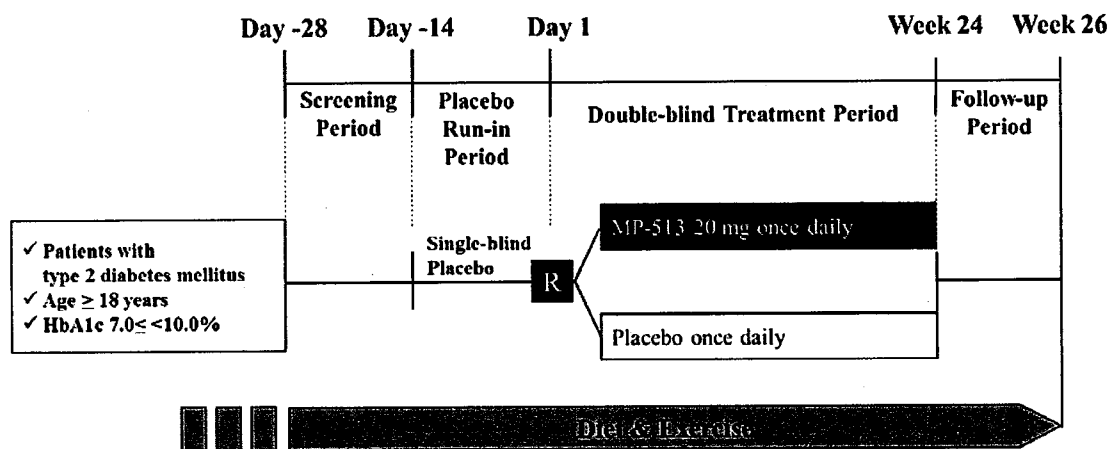 Day -28 Day -14 Day 1 Week 24 Week 26
Screening
Period
Placebo
Run-in
Period
Double-blind Treatment Period
Follow-up
Period
✓ Patients with
type 2 diabetes mellitus
✓ Age ≥ 18 years
✓ HbA1c 7.0≤ <10.0%
Single-blind
Placebo
R
MP-513 20 mg once daily
Placebo once daily
Diet & Exercise